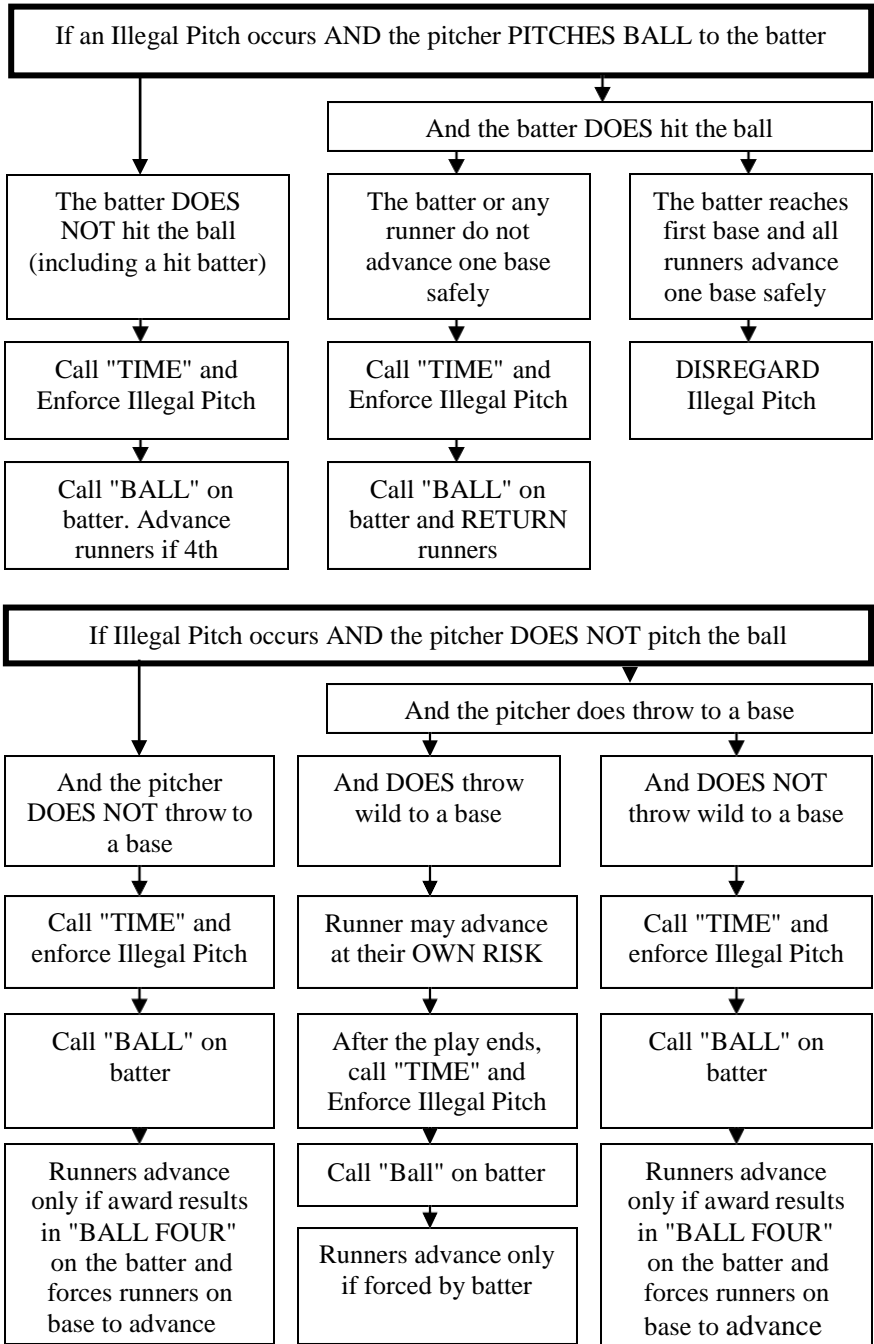 If an Illegal Pitch occurs AND the pitcher PITCHES BALL to the batter
And the batter DOES hit the ball
The batter DOES
NOT hit the ball
(including a hit batter)
The batter or any
runner do not
advance one base
safely
The batter reaches
first base and all
runners advance
one base safely
Call "TIME" and
Enforce Illegal Pitch
Call "TIME" and
Enforce Illegal Pitch
DISREGARD
Illegal Pitch
Call "BALL" on
batter. Advance
runners if 4th
Call "BALL" on
batter and RETURN
runners
If Illegal Pitch occurs AND the pitcher DOES NOT pitch the ball
And the pitcher does throw to a base
And the pitcher
DOES NOT throw to
a base
And DOES throw
wild to a base
And DOES NOT
throw wild to a base
Call "TIME" and
enforce Illegal Pitch
Runner may advance
at their OWN RISK
Call "TIME" and
enforce Illegal Pitch
Call "BALL" on
batter
After the play ends,
call "TIME" and
Enforce Illegal Pitch
Call "BALL" on
batter
Runners advance
only if award results
in "BALL FOUR"
on the batter and
forces runners on
base to advance
Call "Ball" on batter
Runners advance only
if forced by batter
Runners advance
only if award results
in "BALL FOUR"
on the batter and
forces runners on
base to advance